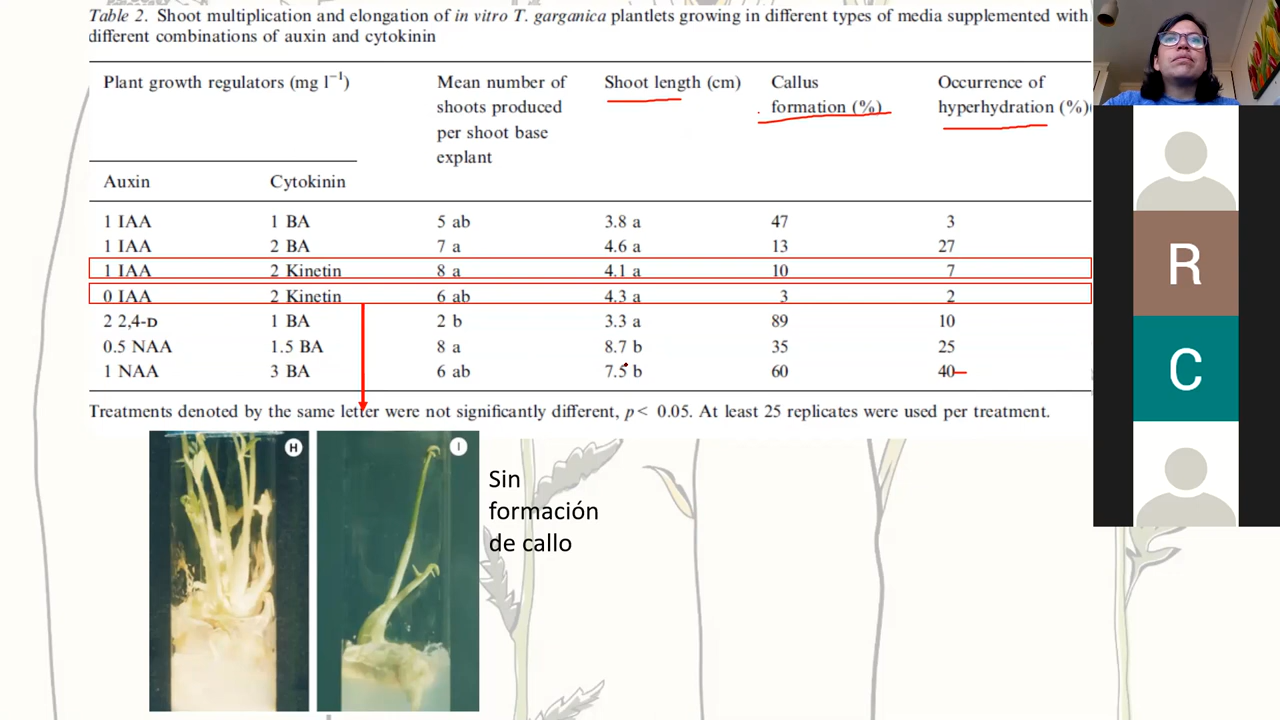 Table 2. Shoot multiplication and elongation of in vitro T. garganica plantlets growing in different types of media supplemented with
different combinations of auxin and cytokinin
Plant growth regulators (mg l⁻¹) Mean number of shoots produced per shoot base explant Shoot length (cm) Callus formation (%) Occurrence of hyperhydration (%)
Auxin Cytokinin
1 IAA 1 BA 5 ab 3.8 a 47 3
1 IAA 2 BA 7 a 4.6 a 13 27
1 IAA 2 Kinetin 8 a 4.1 a 10 7
0 IAA 2 Kinetin 6 ab 4.3 a 3 2
2 2,4-D 1 BA 2 b 3.3 a 89 10
0.5 NAA 1.5 BA 8 a 8.7 b 35 25
1 NAA 3 BA 6 ab 7.5 b 60 40
Treatments denoted by the same letter were not significantly different, p < 0.05. At least 25 replicates were used per treatment.
H
I
Sin
formación
de callo
R
C